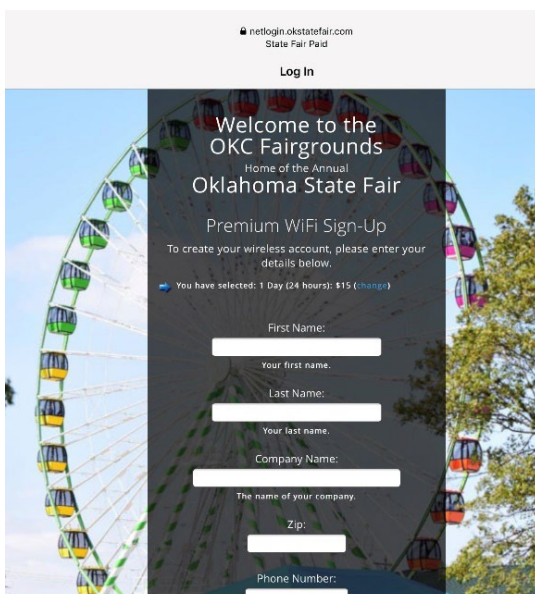 netlogin.okstatefair.com
State Fair Paid
Log In
Welcome to the
OKC Fairgrounds
Home of the Annual
Oklahoma State Fair
Premium WiFi Sign-Up
To create your wireless account, please enter your
details below.
You have selected: 1 Day (24 hours): $15 (change)
First Name:
Your first name.
Last Name:
Your last name.
Company Name:
The name of your company.
Zip:
Phone Number: